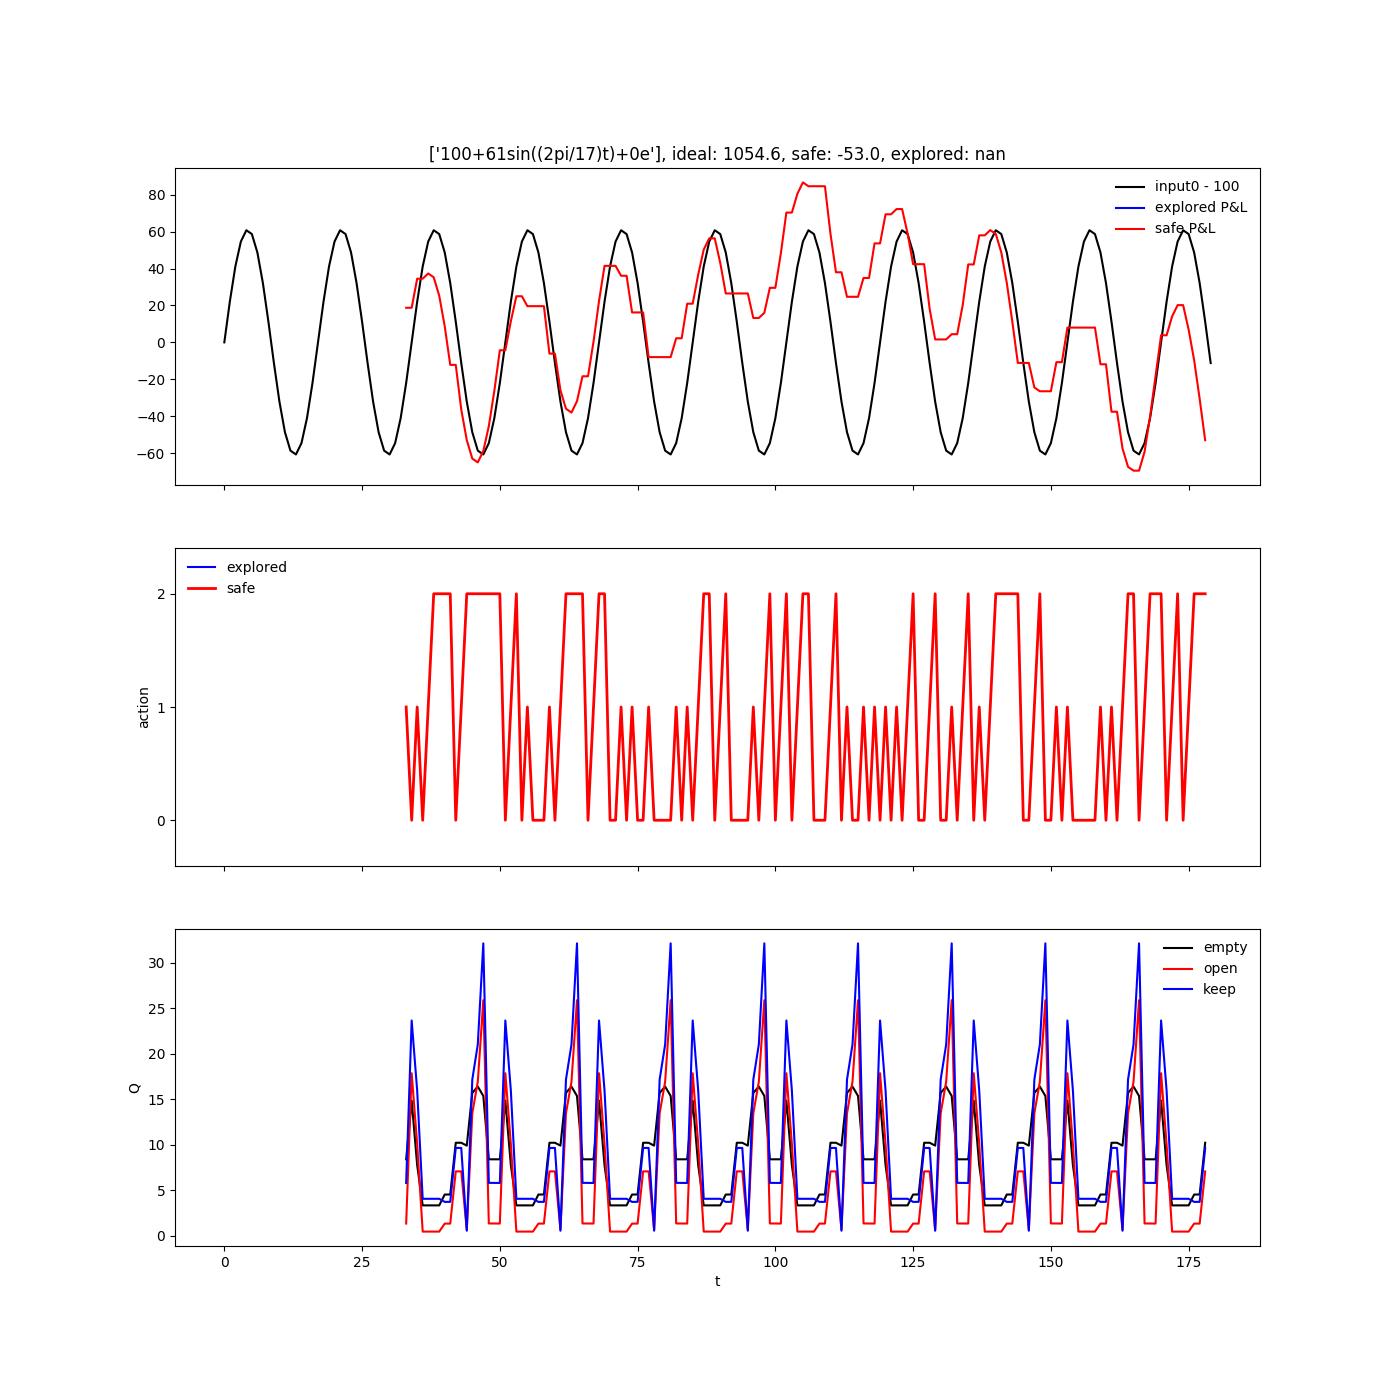 ['100+61sin((2pi/17)t)+0e'], ideal: 1054.6, safe: -53.0, explored: nan
input0 - 100
explored P&L
safe P&L
80
60
40
20
0
−20
−40
−60
explored
safe
2
1
0
action
empty
open
keep
30
25
20
15
10
5
0
Q
0
25
50
75
100
125
150
175
t